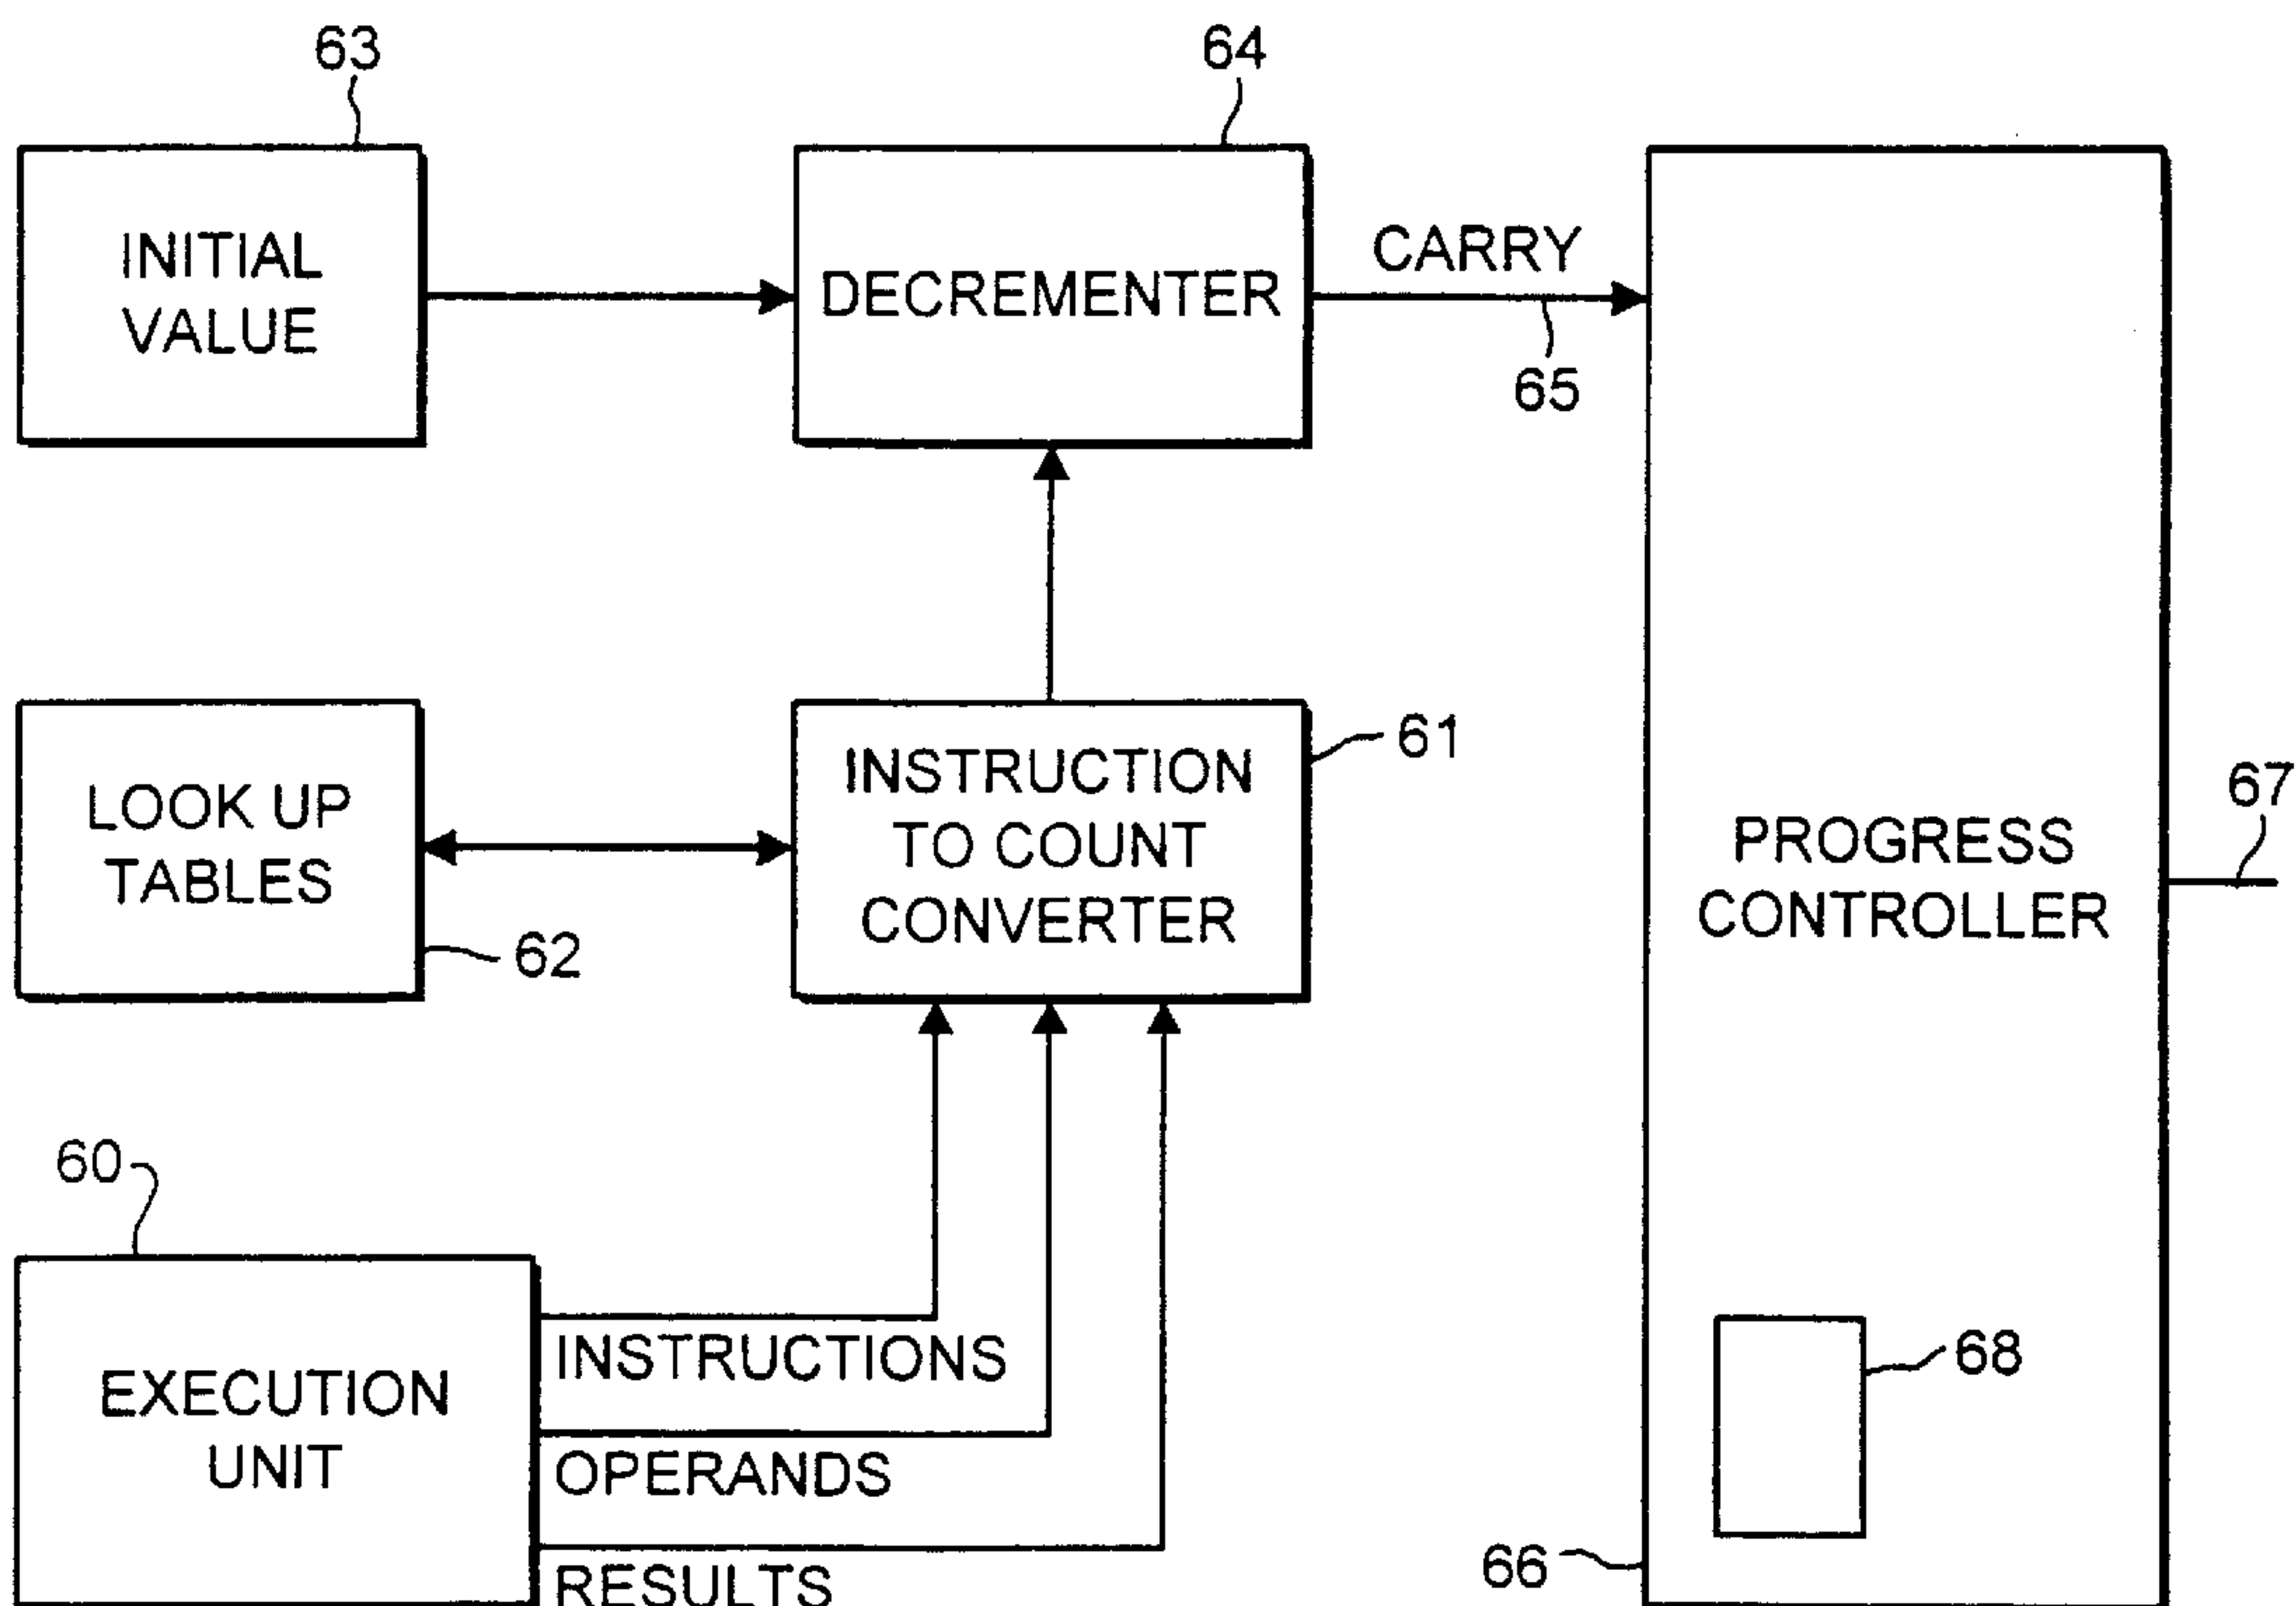 63
64
INITIAL
VALUE
DECREMENTER
CARRY
65
LOOK UP
TABLES
62
INSTRUCTION
TO COUNT
CONVERTER
61
PROGRESS
CONTROLLER
67
60
EXECUTION
UNIT
INSTRUCTIONS
OPERANDS
RESULTS
68
66